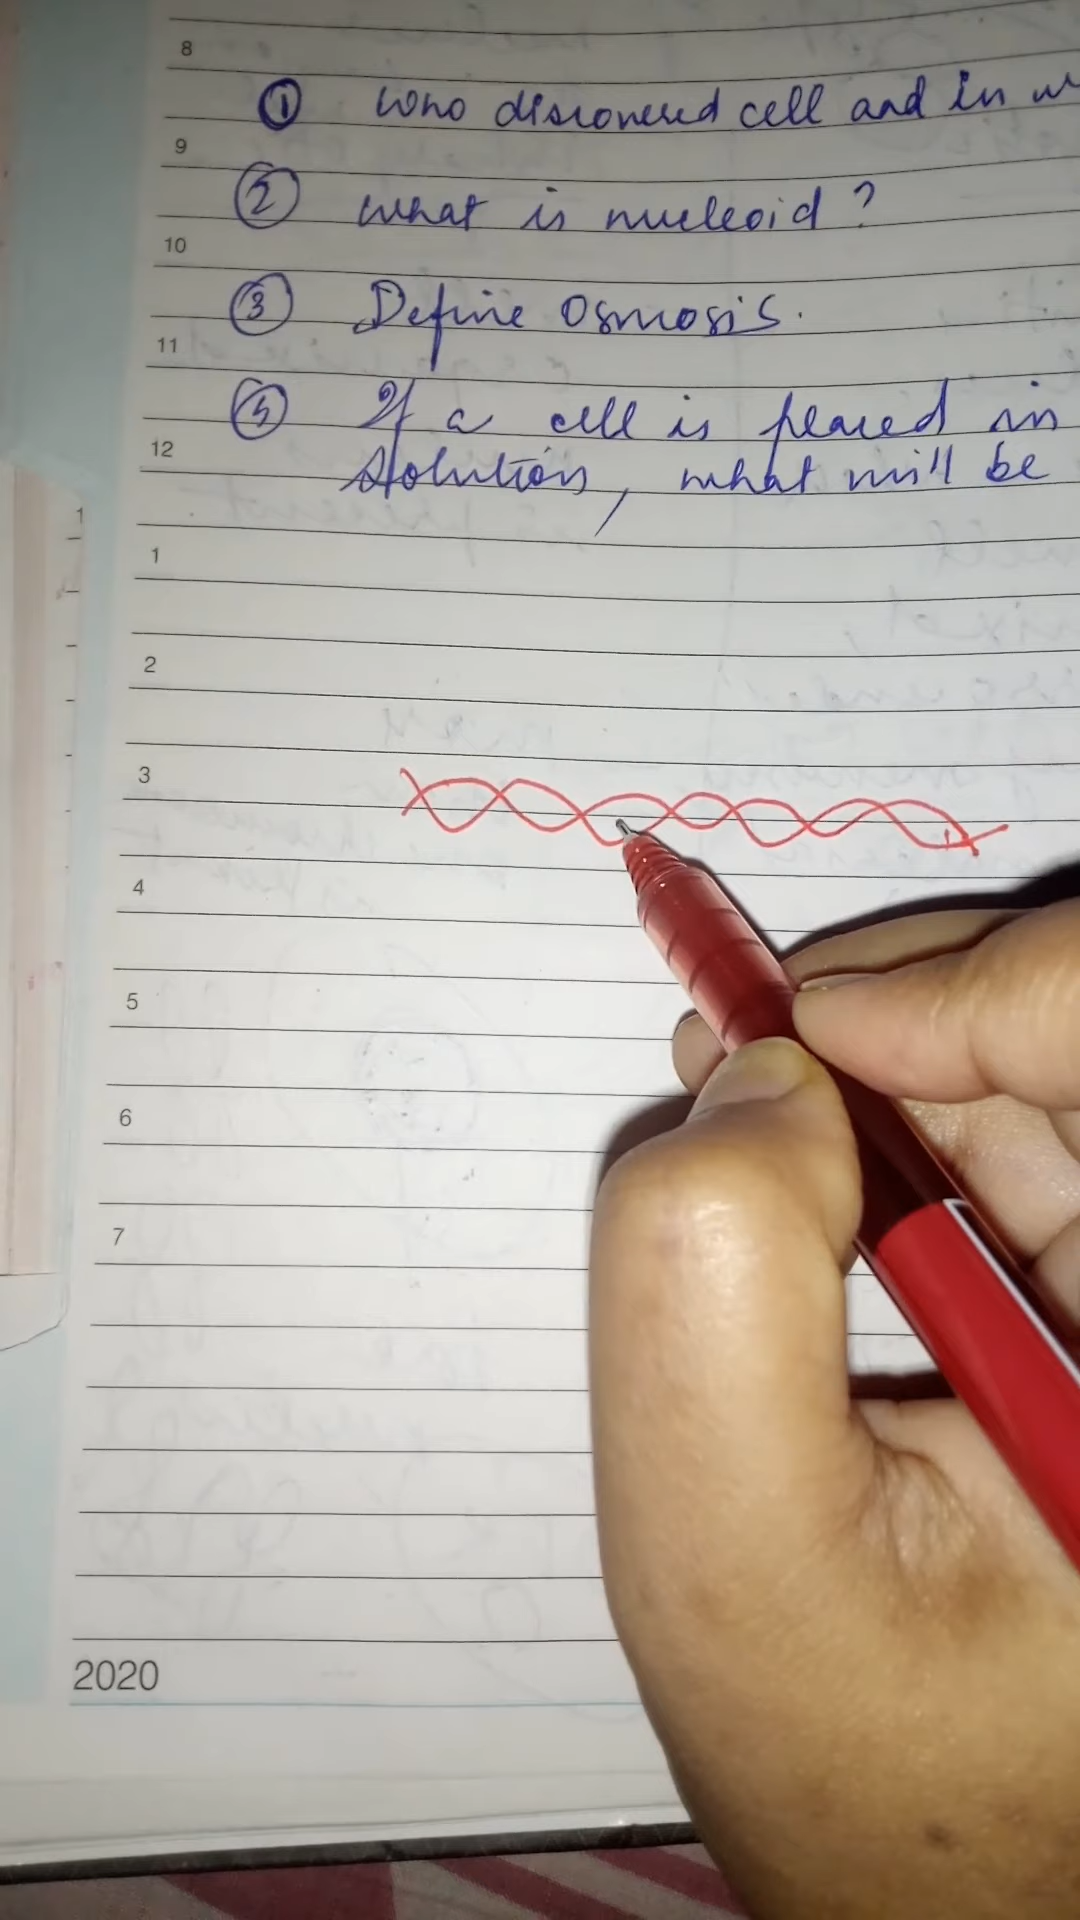 8
① Who discovered cell and in w
9
② What is nucleoid ?
10
③ Define Osmosis.
11
④ If a cell is placed in
12
solution, what will be
1
1
2
3
4
5
6
7
2020